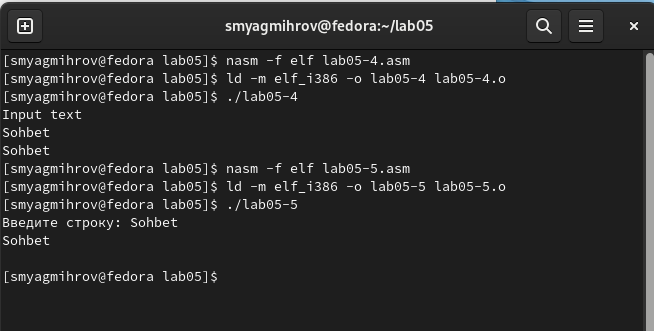 smyagmihrov@fedora:~/lab05
[smyagmihrov@fedora lab05]$ nasm -f elf lab05-4.asm
[smyagmihrov@fedora lab05]$ ld -m elf_i386 -o lab05-4 lab05-4.o
[smyagmihrov@fedora lab05]$ ./lab05-4
Input text
Sohbet
Sohbet
[smyagmihrov@fedora lab05]$ nasm -f elf lab05-5.asm
[smyagmihrov@fedora lab05]$ ld -m elf_i386 -o lab05-5 lab05-5.o
[smyagmihrov@fedora lab05]$ ./lab05-5
Введите строку: Sohbet
Sohbet
[smyagmihrov@fedora lab05]$